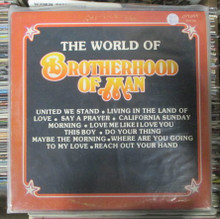 THE WORLD OF
BROTHERHOOD
OF MAN
UNITED WE STAND • LIVING IN THE LAND OF
LOVE • SAY A PRAYER • CALIFORNIA SUNDAY
MORNING • LOVE ME LIKE I LOVE YOU
THIS BOY • DO YOUR THING
MAYBE THE MORNING • WHERE ARE YOU GOING
TO MY LOVE • REACH OUT YOUR HAND